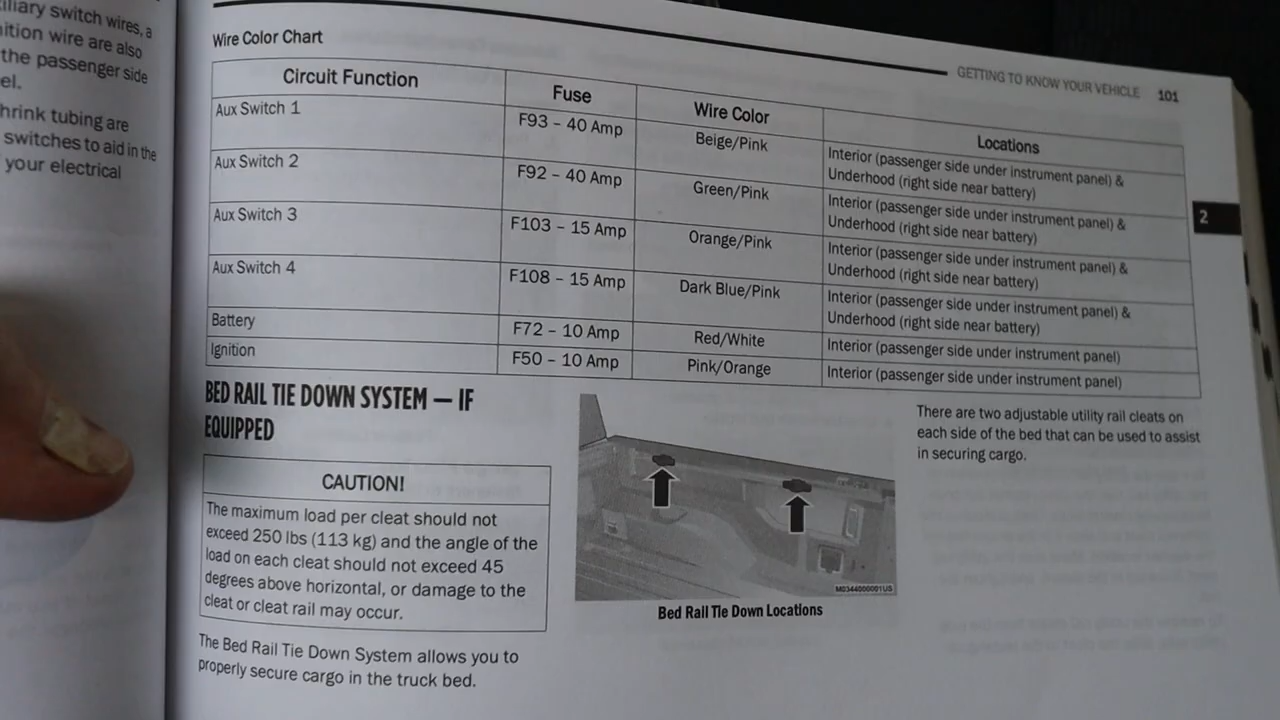 iliary switch wires, a
nition wire are also
the passenger side
el.
hrink tubing are
switches to aid in the
your electrical
GETTING TO KNOW YOUR VEHICLE 101
Wire Color Chart
Circuit Function Fuse Wire Color Locations
Aux Switch 1 F93 – 40 Amp Beige/Pink Interior (passenger side under instrument panel) &
Underhood (right side near battery)
Aux Switch 2 F92 – 40 Amp Green/Pink Interior (passenger side under instrument panel) &
Underhood (right side near battery)
Aux Switch 3 F103 – 15 Amp Orange/Pink Interior (passenger side under instrument panel) &
Underhood (right side near battery)
Aux Switch 4 F108 – 15 Amp Dark Blue/Pink Interior (passenger side under instrument panel) &
Underhood (right side near battery)
Battery F72 – 10 Amp Red/White Interior (passenger side under instrument panel)
Ignition F50 – 10 Amp Pink/Orange Interior (passenger side under instrument panel)
2
BED RAIL TIE DOWN SYSTEM — IF
EQUIPPED
CAUTION!
The maximum load per cleat should not
exceed 250 lbs (113 kg) and the angle of the
load on each cleat should not exceed 45
degrees above horizontal, or damage to the
cleat or cleat rail may occur.
The Bed Rail Tie Down System allows you to
properly secure cargo in the truck bed.
M0344000001US
Bed Rail Tie Down Locations
There are two adjustable utility rail cleats on
each side of the bed that can be used to assist
in securing cargo.